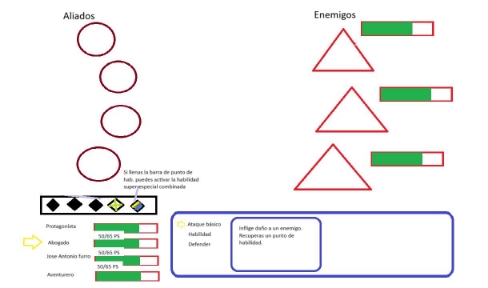 Aliados
Enemigos
Si llenas la barra de punto de
hab. puedes activar la habilidad
superespecial combinada
Protagonista
50/65 PS
Abogado
50/65 PS
Jose Antonio furro
50/65 PS
Aventurero
Ataque básico
Habilidad
Defender
Inflige daño a un enemigo.
Recuperas un punto de
habilidad.